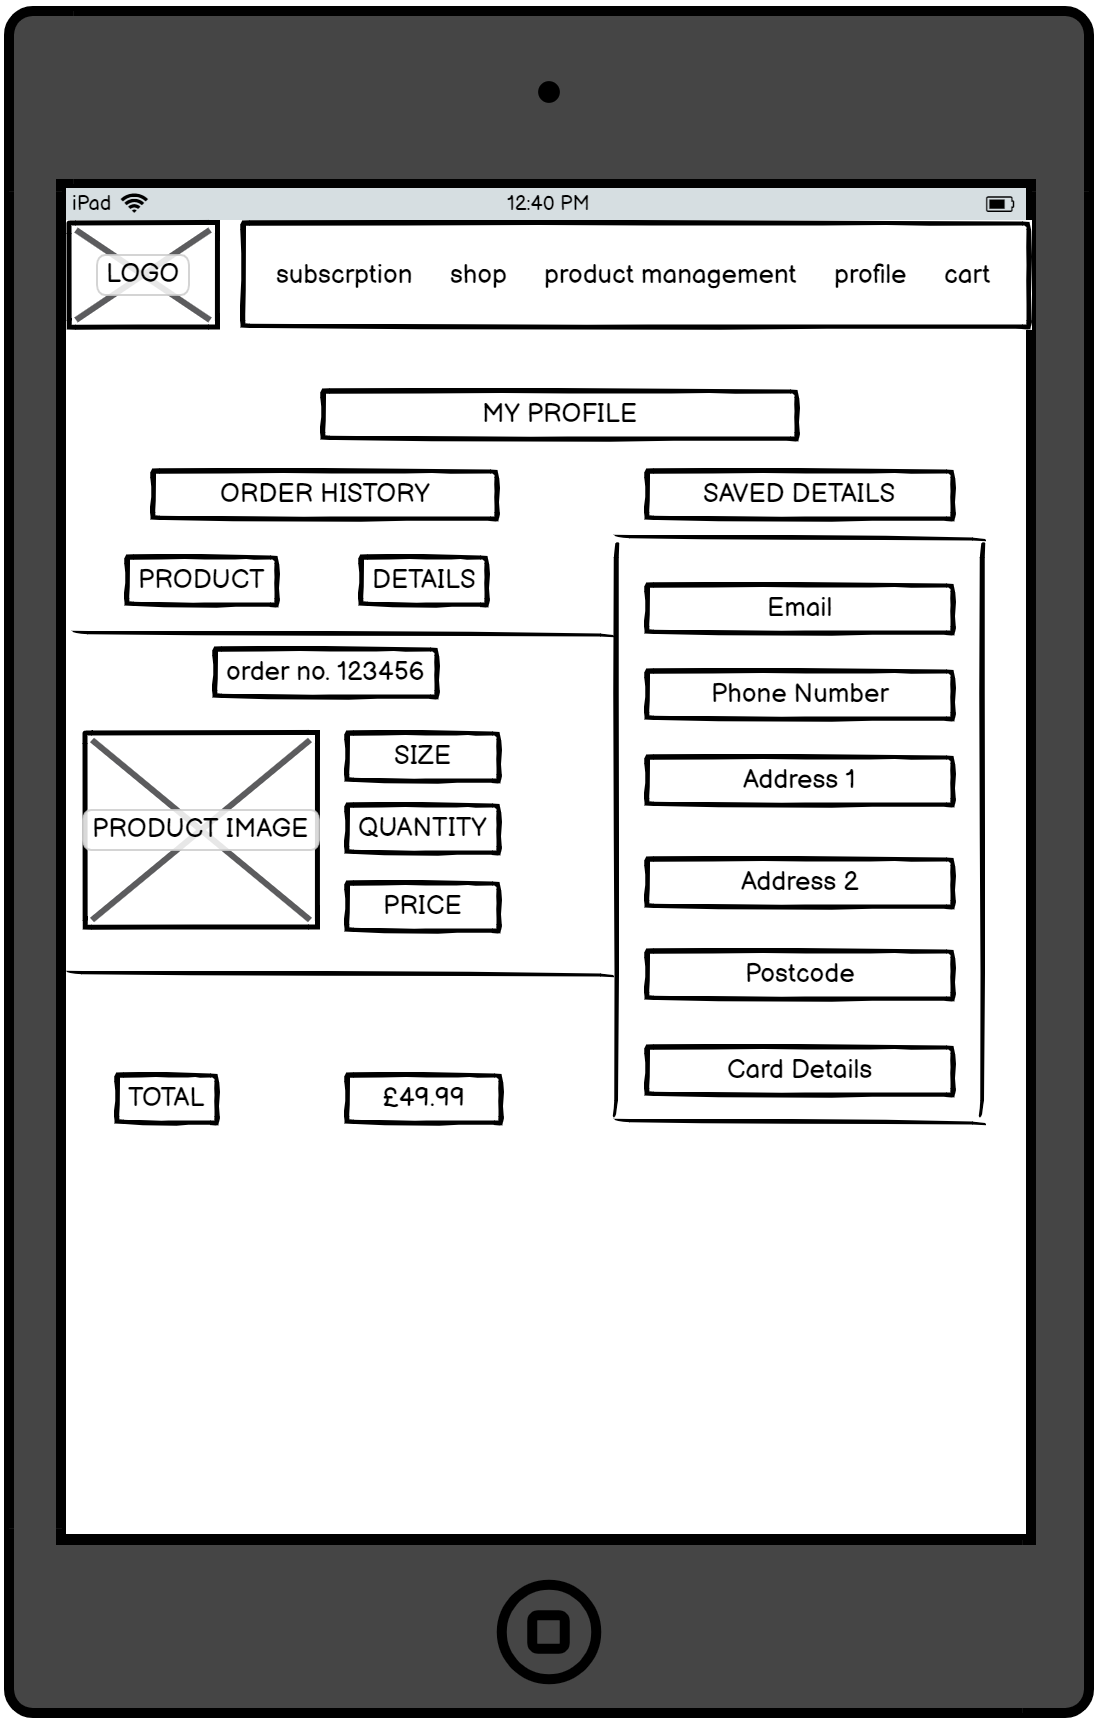 iPad 12:40 PM
LOGO
subscrption shop product management profile cart
MY PROFILE
ORDER HISTORY
PRODUCT DETAILS
order no. 123456
PRODUCT IMAGE
SIZE
QUANTITY
PRICE
TOTAL £49.99
SAVED DETAILS
Email
Phone Number
Address 1
Address 2
Postcode
Card Details